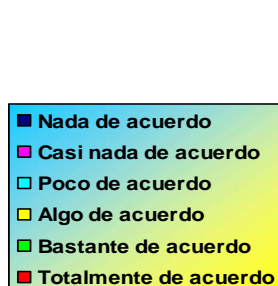 Nada de acuerdo
Casi nada de acuerdo
Poco de acuerdo
Algo de acuerdo
Bastante de acuerdo
Totalmente de acuerdo